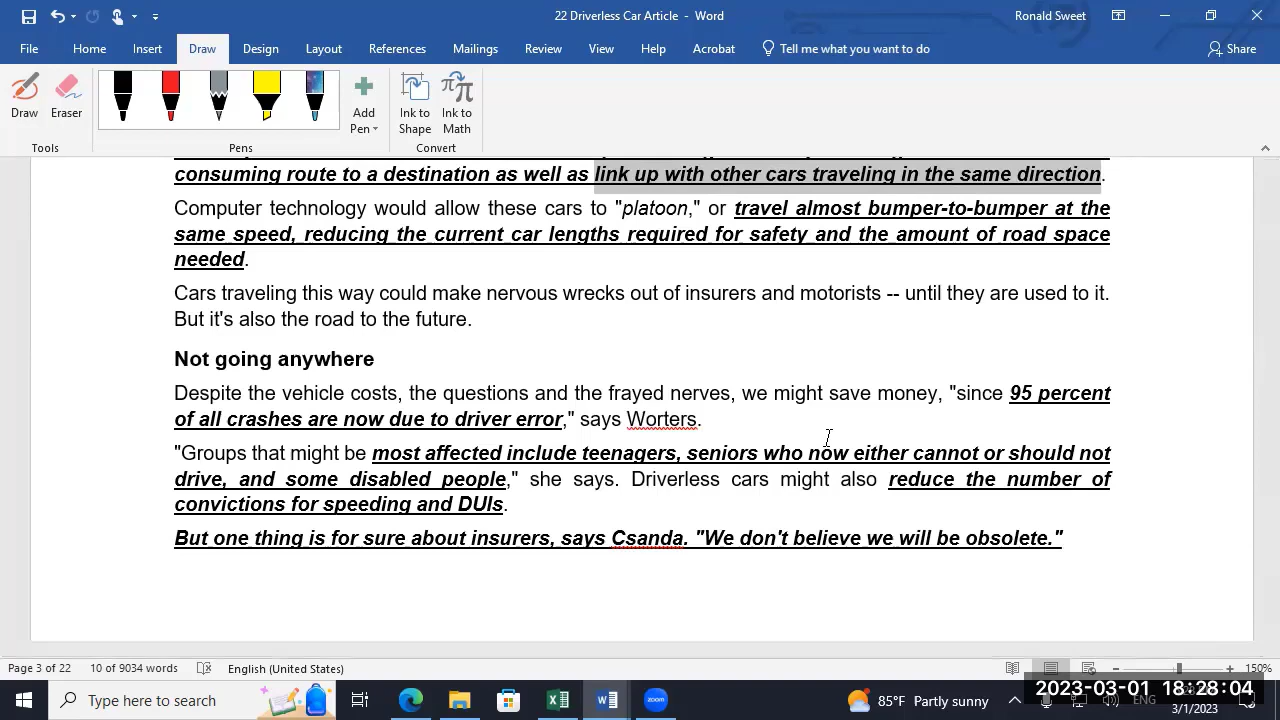 22 Driverless Car Article - Word
Ronald Sweet
File Home Insert Draw Design Layout References Mailings Review View Help Acrobat Tell me what you want to do Share
Draw Eraser Add Pen Ink to Shape Ink to Math
Tools Pens Convert
consuming route to a destination as well as link up with other cars traveling in the same direction.
Computer technology would allow these cars to "platoon," or travel almost bumper-to-bumper at the
same speed, reducing the current car lengths required for safety and the amount of road space
needed.
Cars traveling this way could make nervous wrecks out of insurers and motorists -- until they are used to it.
But it's also the road to the future.
Not going anywhere
Despite the vehicle costs, the questions and the frayed nerves, we might save money, "since 95 percent
of all crashes are now due to driver error," says Worters.
"Groups that might be most affected include teenagers, seniors who now either cannot or should not
drive, and some disabled people," she says. Driverless cars might also reduce the number of
convictions for speeding and DUIs.
But one thing is for sure about insurers, says Csanda. "We don't believe we will be obsolete."
Page 3 of 22 10 of 9034 words English (United States) 150%
Type here to search 85°F Partly sunny ENG
2023-03-01 18:28:04
3/1/2023